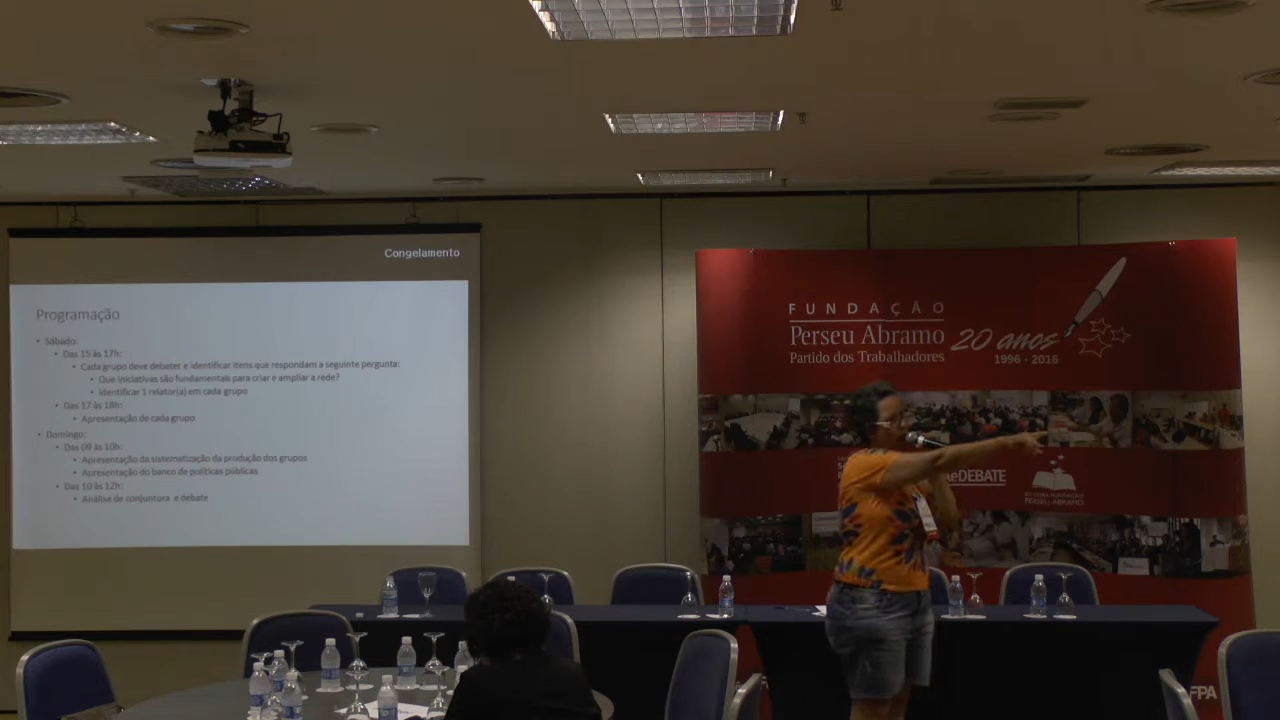 Congelamento
Programação
• Sábado:
• Das 15 às 17h:
• Cada grupo deve debater e identificar itens que respondam a seguinte pergunta:
• Que iniciativas são fundamentais para criar e ampliar a rede?
• Identificar 1 relator(a) em cada grupo
• Das 17 às 18h:
• Apresentação de cada grupo
• Domingo:
• Das 09 às 10h:
• Apresentação da sistematização da produção dos grupos
• Apresentação do banco de políticas públicas
• Das 10 às 12h:
• Análise de conjuntura e debate
FUNDAÇÃO
Perseu Abramo
Partido dos Trabalhadores
20 anos
1996 - 2016
eDEBATE
PERSEU ABRAMO
FPA